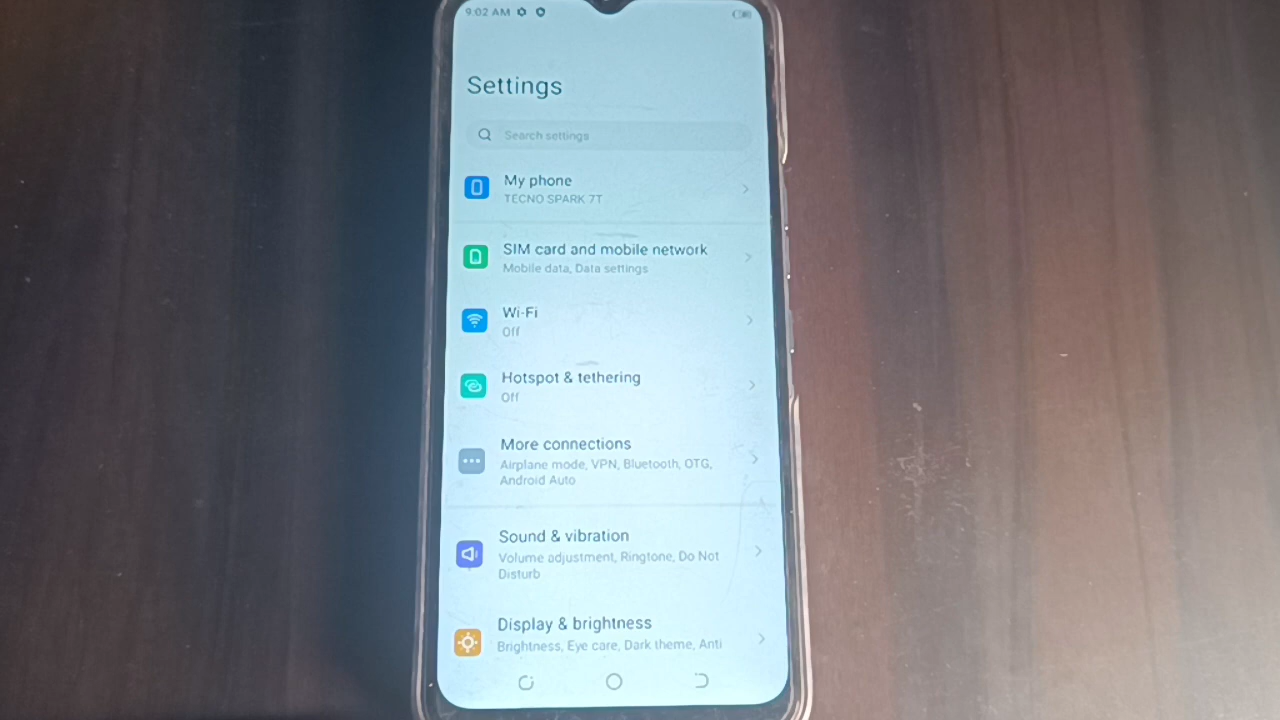 9:02 AM
Settings
Search settings
My phone
TECNO SPARK 7T
SIM card and mobile network
Mobile data, Data settings
Wi-Fi
Off
Hotspot & tethering
Off
More connections
Airplane mode, VPN, Bluetooth, OTG,
Android Auto
Sound & vibration
Volume adjustment, Ringtone, Do Not
Disturb
Display & brightness
Brightness, Eye care, Dark theme, Anti